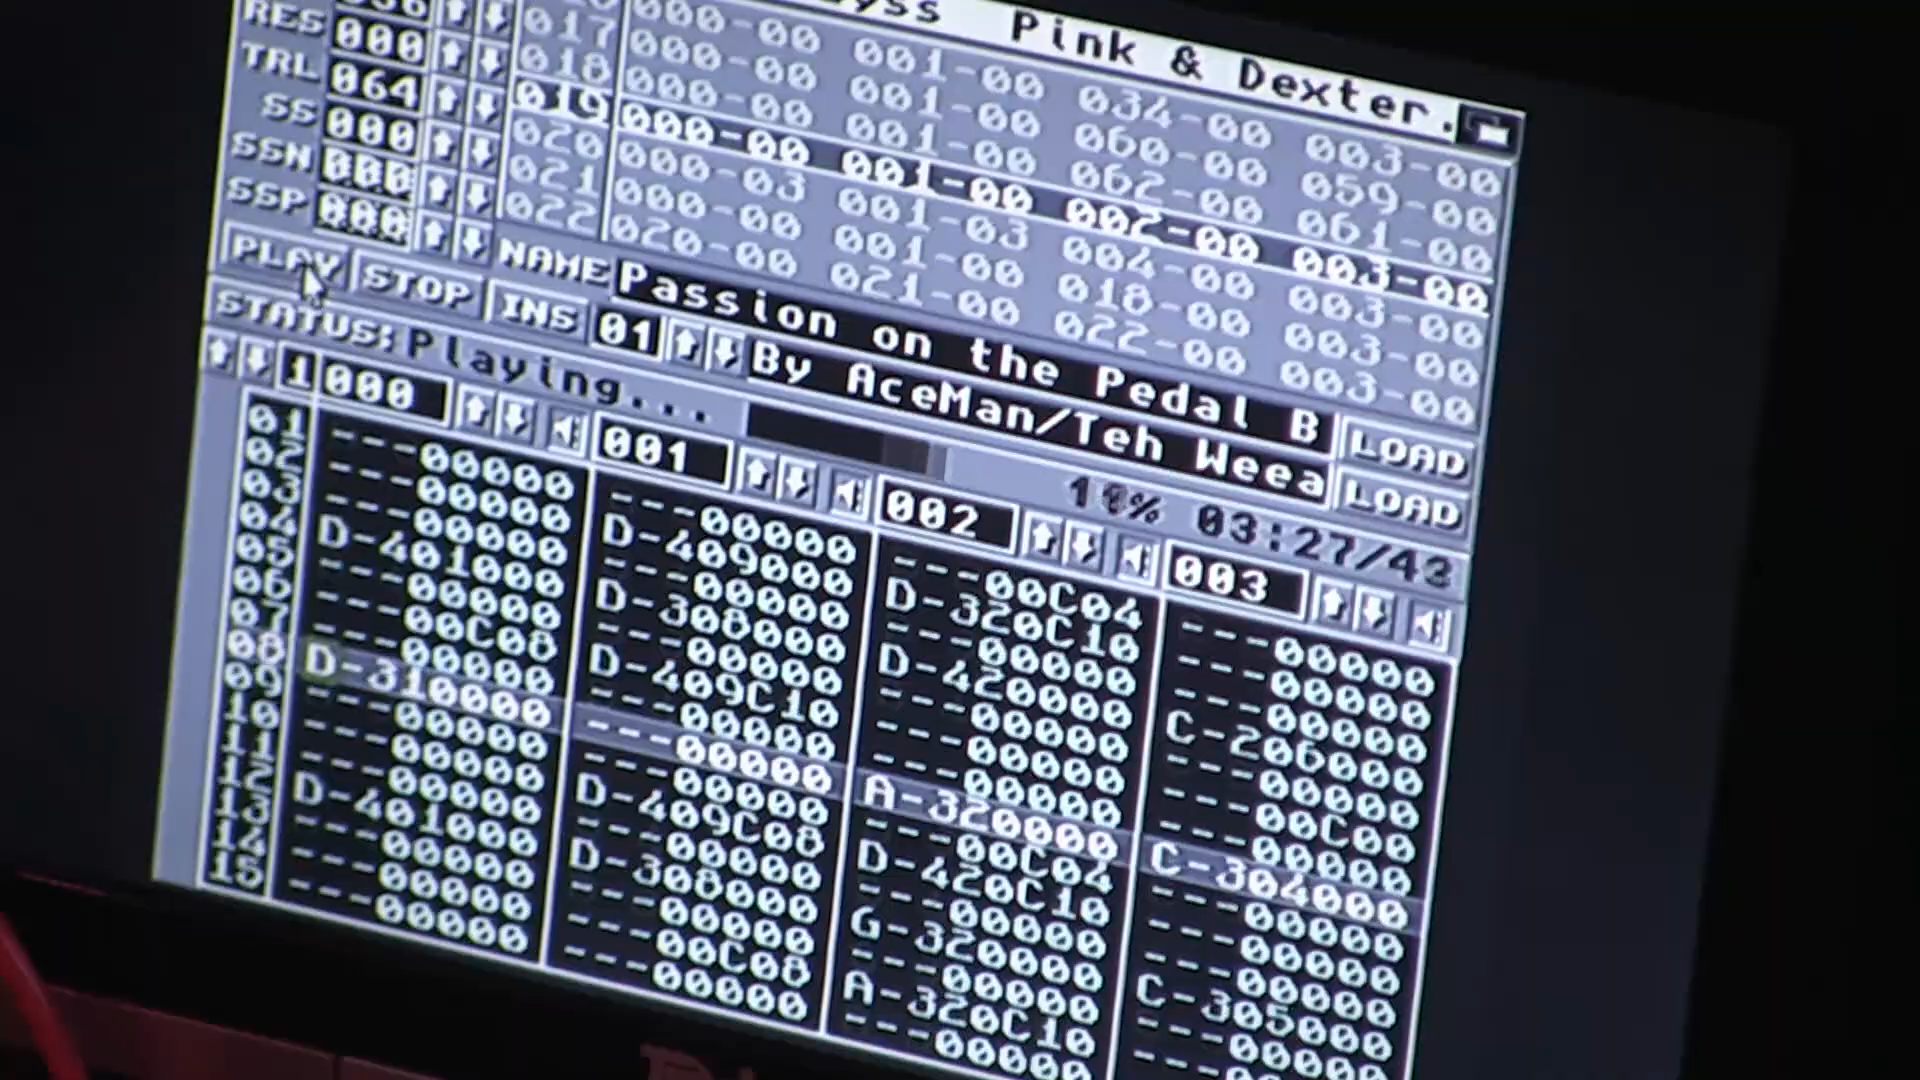 Pink & Dexter.
000-00 001-00 034-00 003-00
RES 000 017 000-00 001-00 060-00 059-00
TRL 064 018 000-00 001-00 062-00 061-00
SS 000 019 000-00 001-00 002-00 003-00
SSN 000 020 000-03 001-03 004-00 003-00
SSP 000 021 000-00 001-00 018-00 003-00
022 020-00 021-00 022-00 003-00
PLAY STOP NAME Passion on the Pedal B LOAD
INS 01 By AceMan/Teh Weea LOAD
STATUS: Playing... 03:27/43
1 000 001 002 003
01 ---00000 ---00000 ---00C04 ---00000
02 ---00000 D-409000 D-320C10 ---00000
03 ---00000 ---00000 ---00000 ---00000
04 D-401000 D-308000 D-420000 C-206000
05 ---00000 ---00000 ---00000 ---00000
06 ---00C08 D-409C10 ---00000 ---00C00
07 ---00000 ---00000 ---00000 ---00000
08 D-310000 ---00000 A-320000 C-304000
09 ---00000 ---00000 ---00C04 ---00000
10 ---00000 D-409C08 D-420C10 ---00000
11 ---00000 ---00000 ---00000 ---00000
12 D-401000 D-308000 G-320000 C-305000
13 ---00000 ---00000 ---00000 ---00000
14 ---00000 ---00C08 A-320C10
15 ---00000 ---00000 ---00000